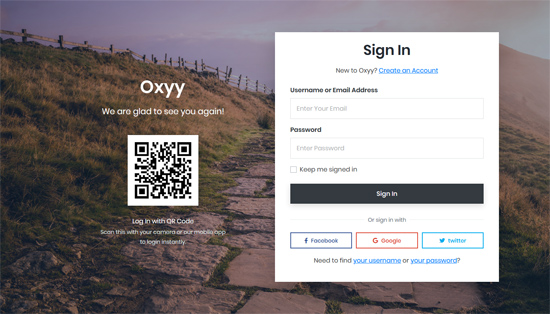 Oxyy
We are glad to see you again!
Log in with QR Code
Scan this with your camera or our mobile app
to login instantly.
Sign In
New to Oxyy? Create an Account
Username or Email Address
Enter Your Email
Password
Enter Password
Keep me signed in
Sign In
Or sign in with
Facebook
Google
twitter
Need to find your username or your password?